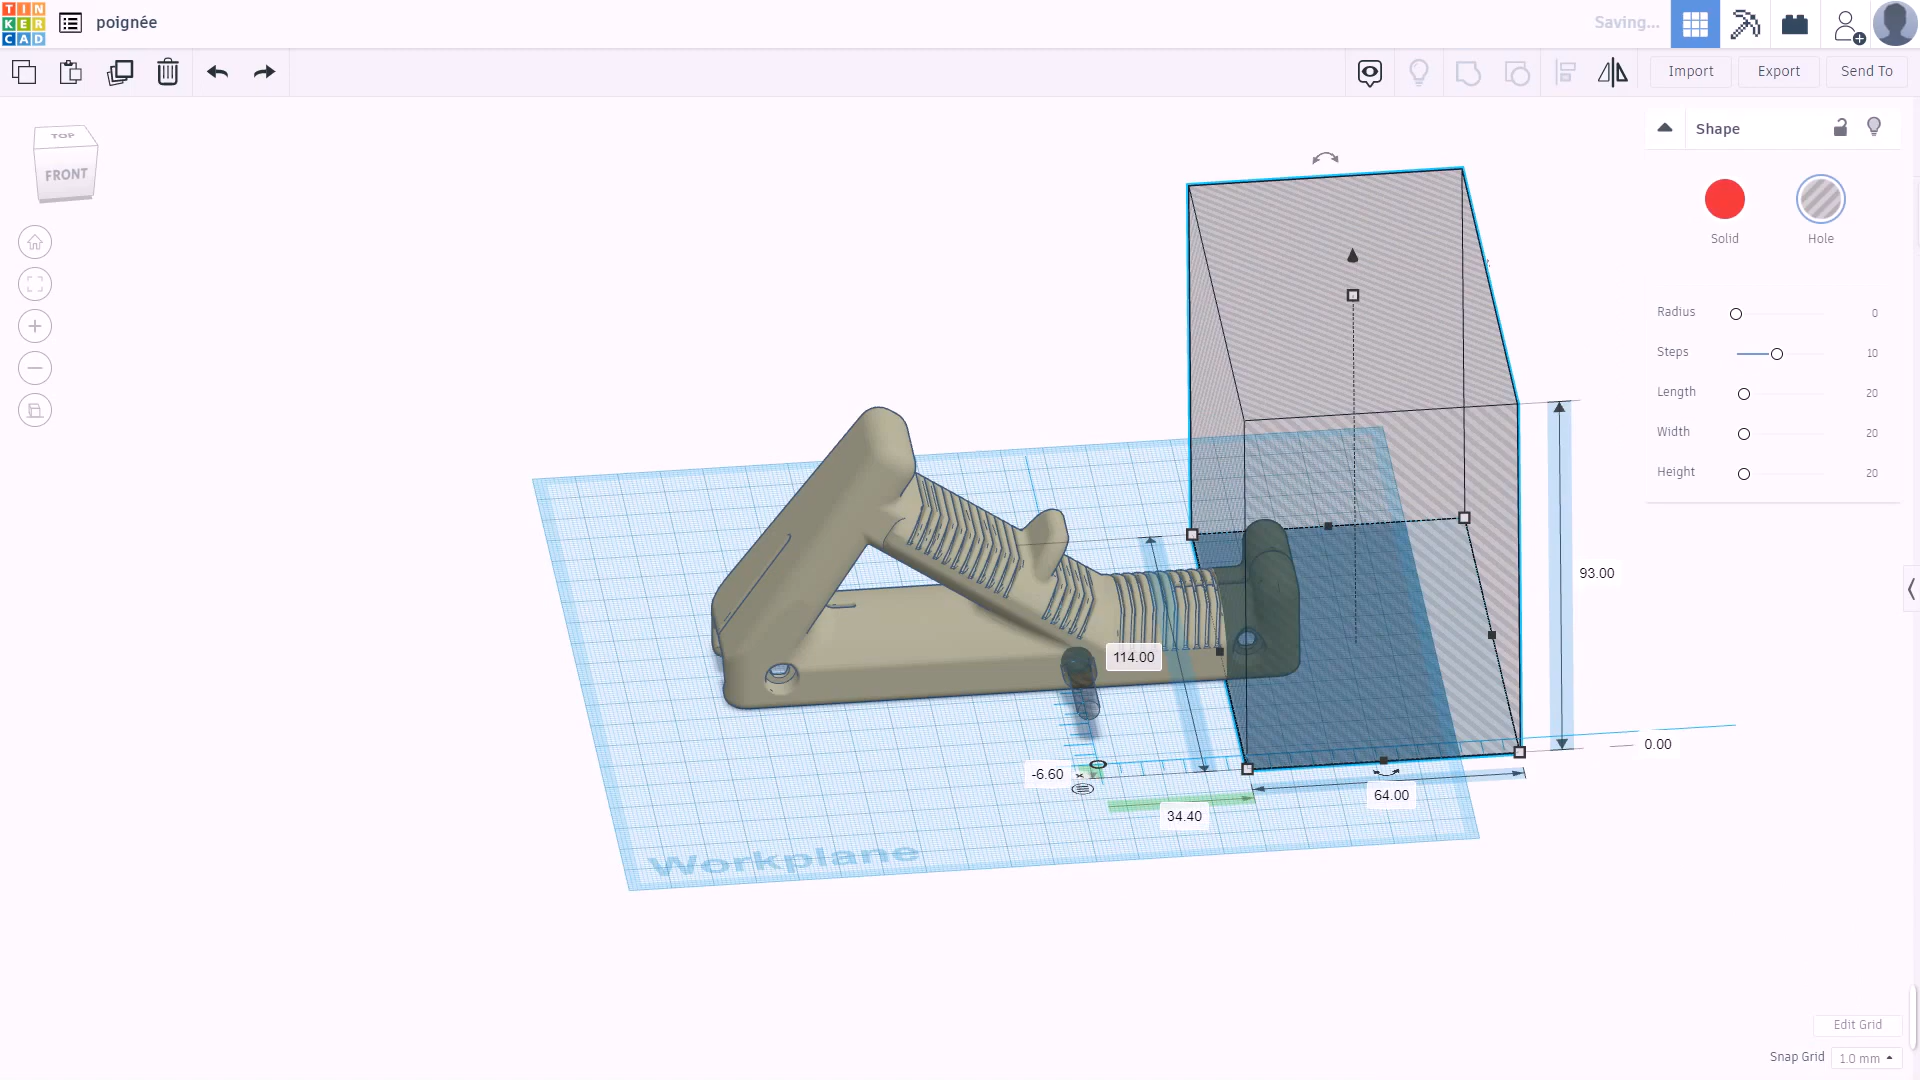 TIN
KER
CAD
poignée
Saving...
Import
Export
Send To
TOP
FRONT
Shape
Solid
Hole
Radius
0
Steps
10
Length
20
Width
20
Height
20
93.00
114.00
0.00
-6.60
64.00
34.40
Workplane
Edit Grid
Snap Grid
1.0 mm